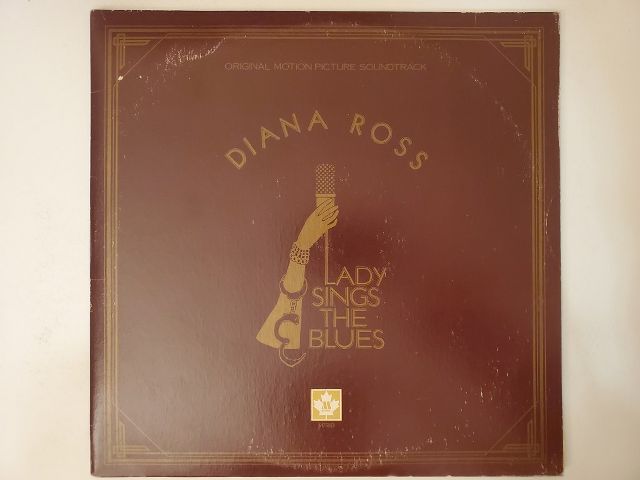 ORIGINAL MOTION PICTURE SOUNDTRACK
DIANA ROSS
LADY
SINGS
THE
BLUES